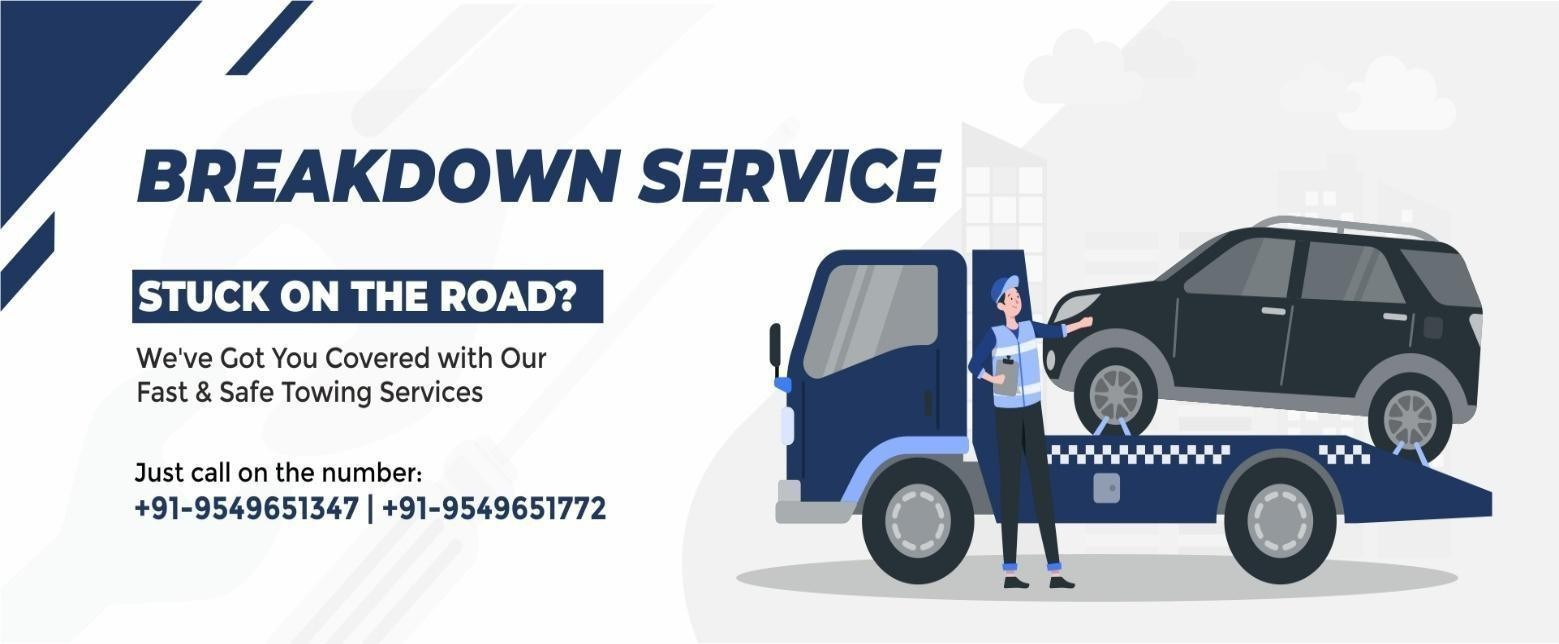 BREAKDOWN SERVICE
STUCK ON THE ROAD?
We've Got You Covered with Our
Fast & Safe Towing Services
Just call on the number:
+91-9549651347 | +91-9549651772